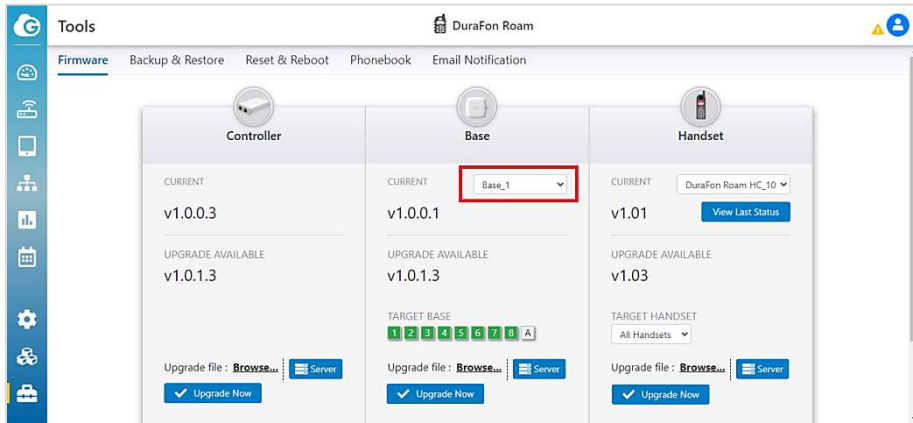 Tools
DuraFon Roam
Firmware Backup & Restore Reset & Reboot Phonebook Email Notification
Controller
CURRENT
v1.0.0.3
UPGRADE AVAILABLE
v1.0.1.3
Upgrade file : Browse... Server
Upgrade Now
Base
CURRENT Base_1
v1.0.0.1
UPGRADE AVAILABLE
v1.0.1.3
TARGET BASE
1 2 3 4 5 6 7 8 A
Upgrade file : Browse... Server
Upgrade Now
Handset
CURRENT DuraFon Roam HC_10
v1.01 View Last Status
UPGRADE AVAILABLE
v1.03
TARGET HANDSET
All Handsets
Upgrade file : Browse... Server
Upgrade Now